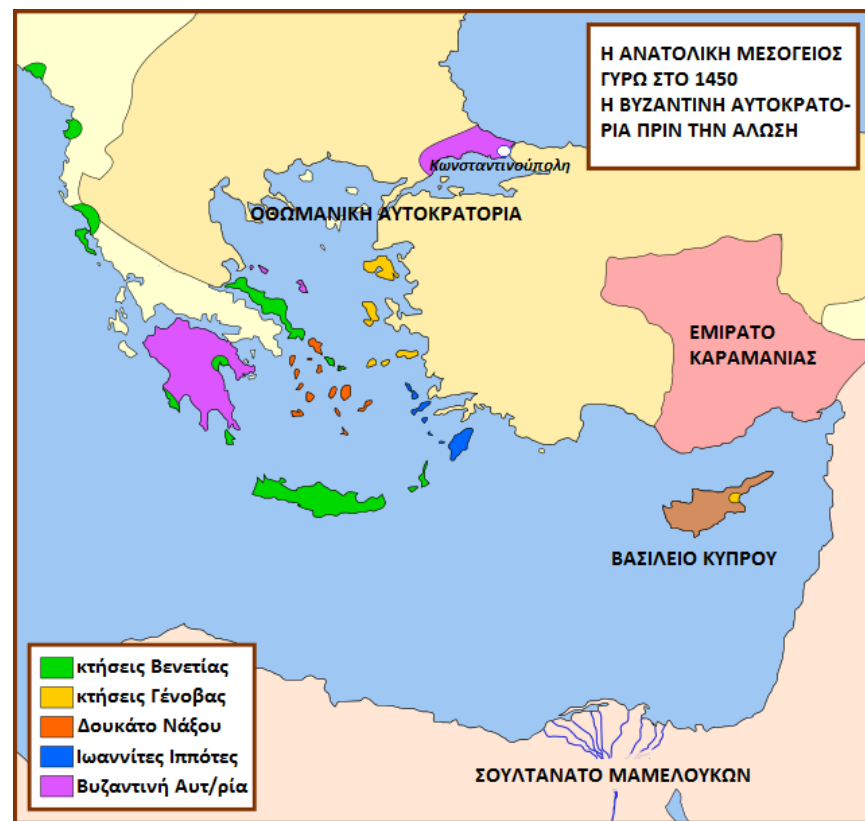 Η ΑΝΑΤΟΛΙΚΗ ΜΕΣΟΓΕΙΟΣ
ΓΥΡΩ ΣΤΟ 1450
Η ΒΥΖΑΝΤΙΝΗ ΑΥΤΟΚΡΑΤΟ-
ΡΙΑ ΠΡΙΝ ΤΗΝ ΑΛΩΣΗ
Κωνσταντινούπολη
ΟΘΩΜΑΝΙΚΗ ΑΥΤΟΚΡΑΤΟΡΙΑ
ΕΜΙΡΑΤΟ
ΚΑΡΑΜΑΝΙΑΣ
ΒΑΣΙΛΕΙΟ ΚΥΠΡΟΥ
κτήσεις Βενετίας
κτήσεις Γένοβας
Δουκάτο Νάξου
Ιωαννίτες Ιππότες
Βυζαντινή Αυτ/ρία
ΣΟΥΛΤΑΝΑΤΟ ΜΑΜΕΛΟΥΚΩΝ